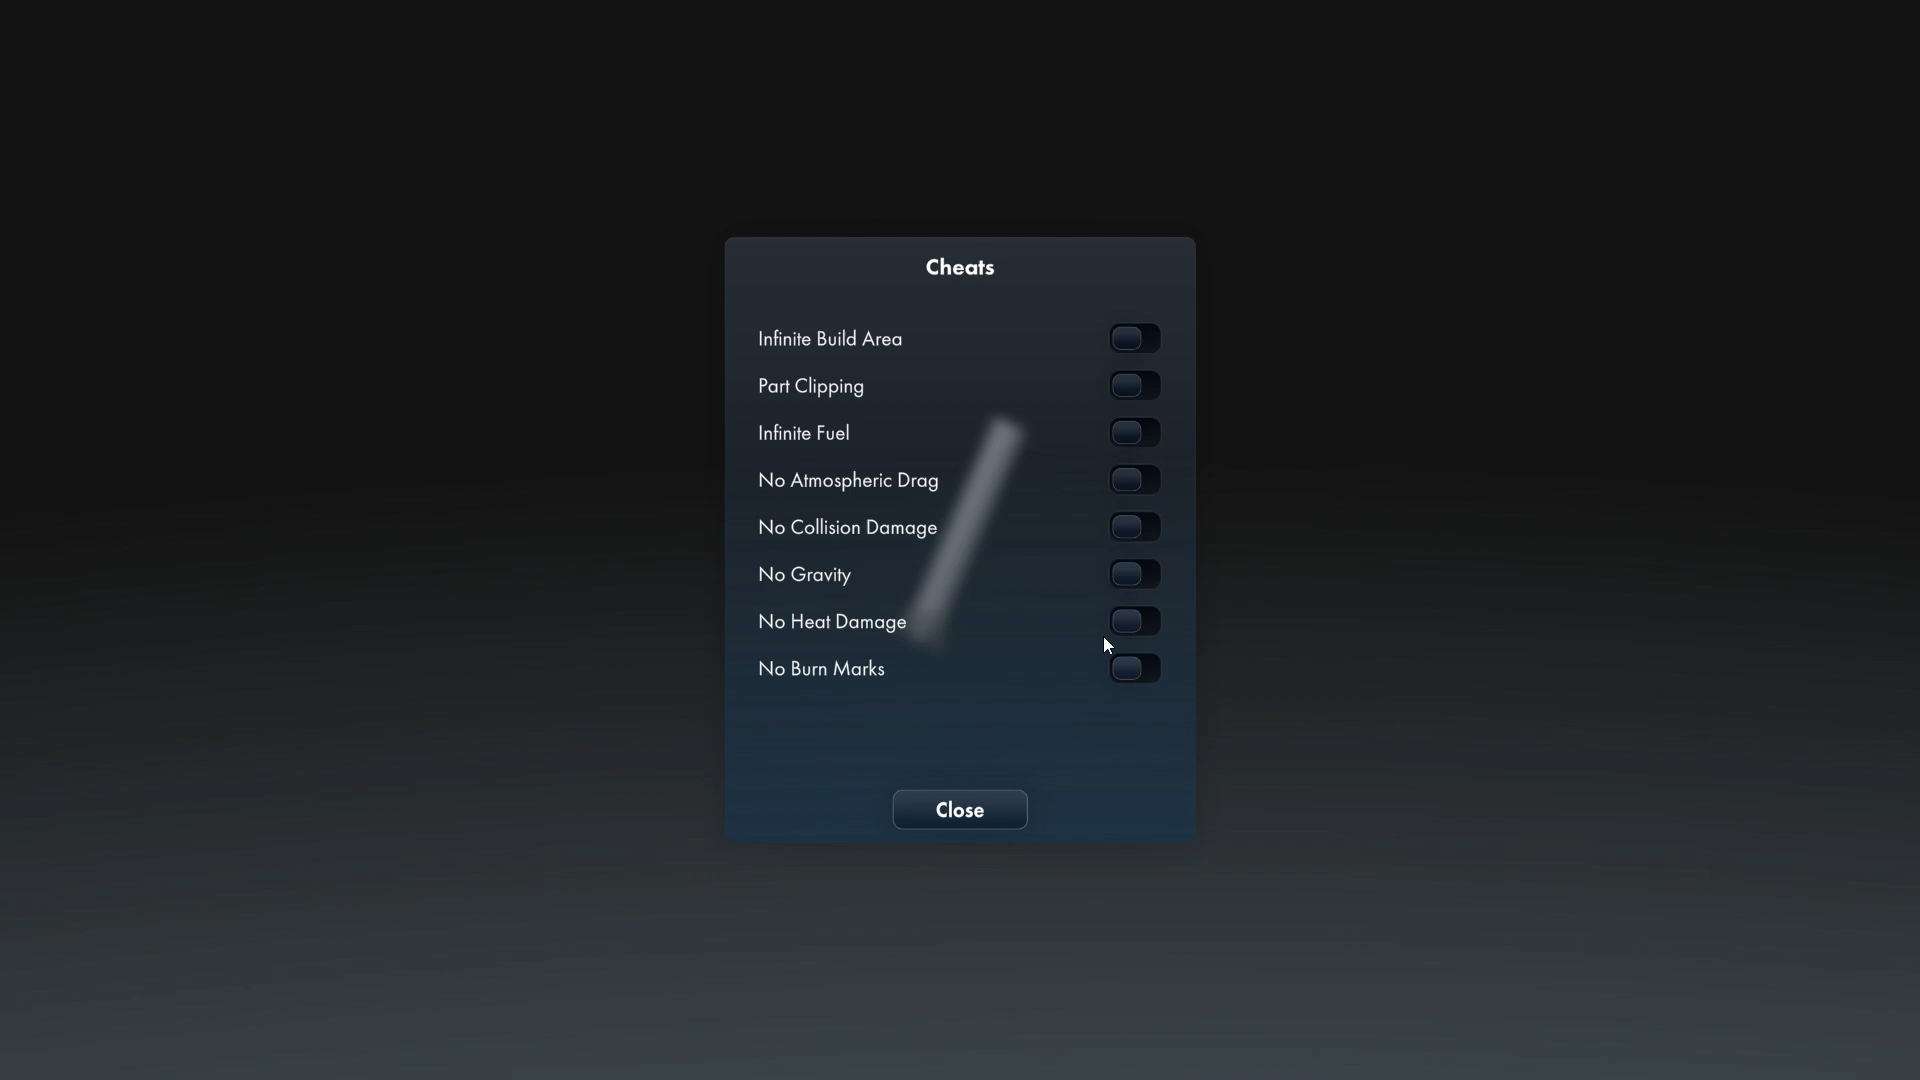 Cheats
Infinite Build Area
Part Clipping
Infinite Fuel
No Atmospheric Drag
No Collision Damage
No Gravity
No Heat Damage
No Burn Marks
Close